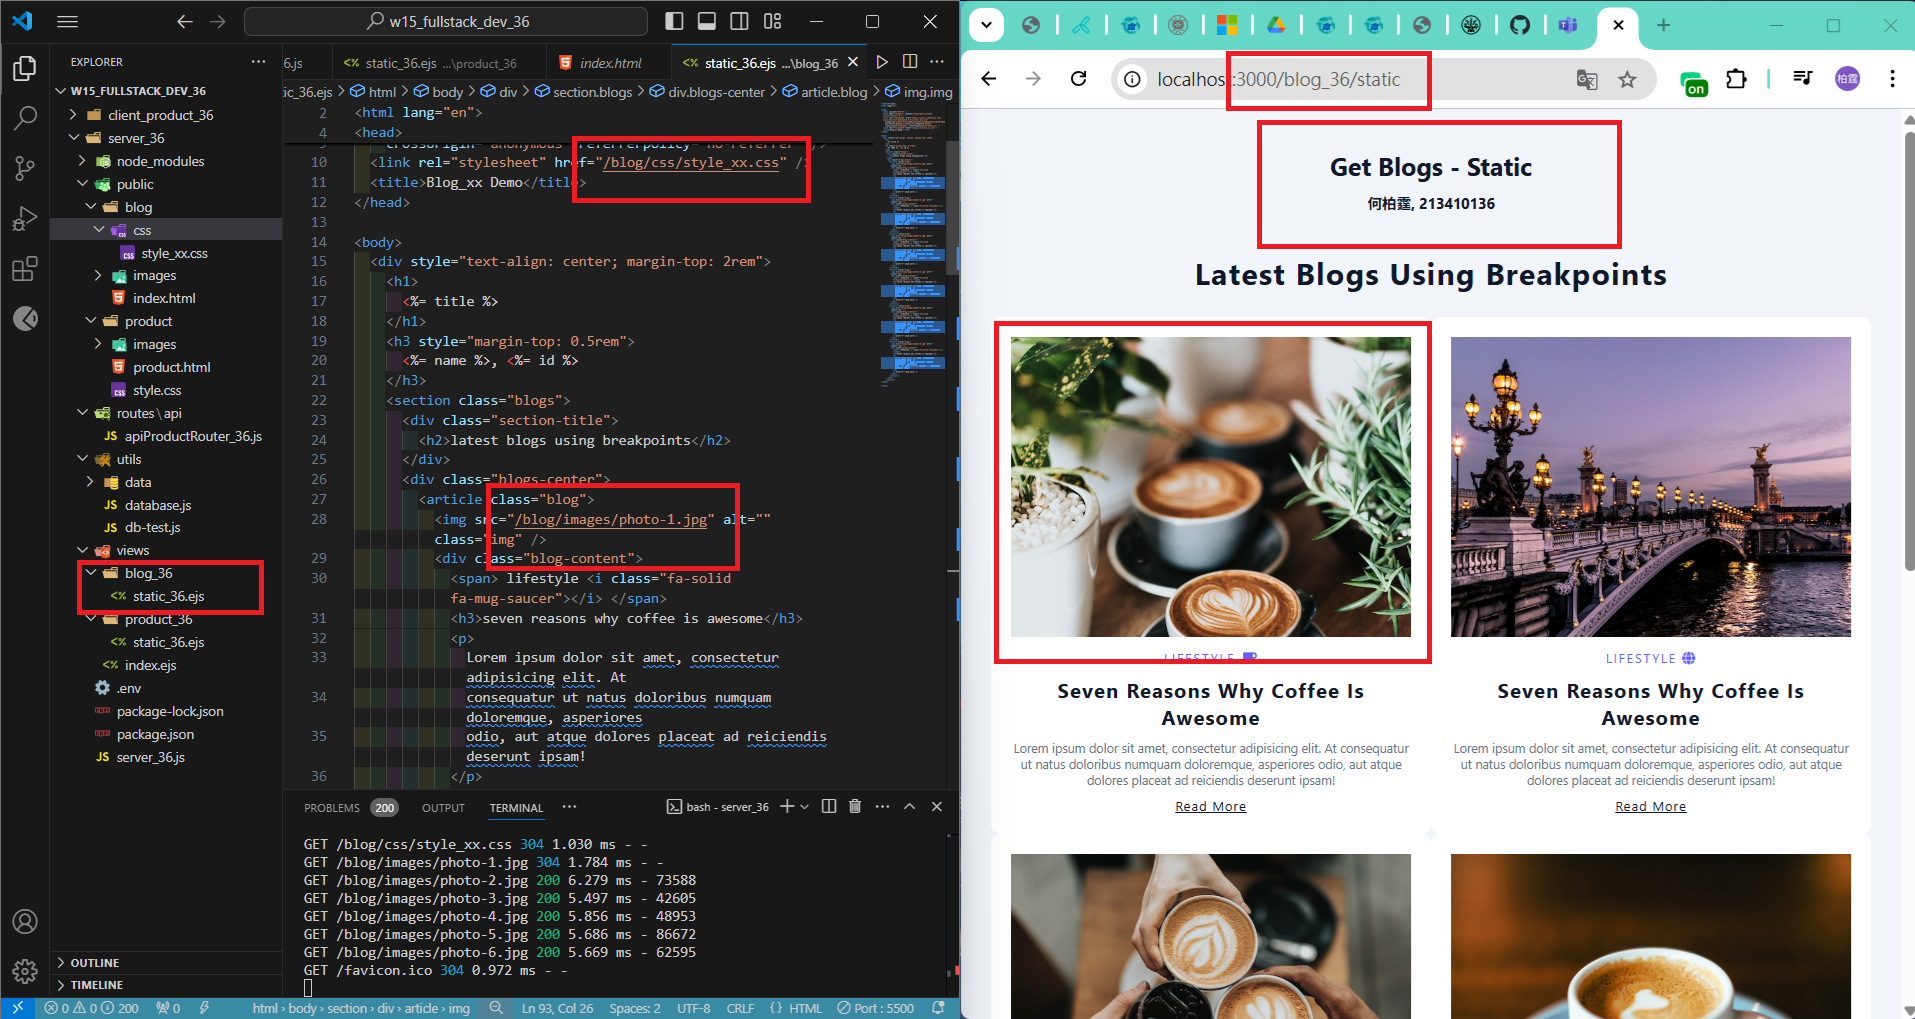 w15_fullstack_dev_36
EXPLORER
W15_FULLSTACK_DEV_36
client_product_36
server_36
node_modules
public
blog
css
style_xx.css
images
index.html
product
images
product.html
style.css
routes\api
apiProductRouter_36.js
utils
data
database.js
db-test.js
views
blog_36
static_36.ejs
product_36
static_36.ejs
index.ejs
.env
package-lock.json
package.json
server_36.js
OUTLINE
TIMELINE
6.js
static_36.ejs ...\product_36
index.html
static_36.ejs ...\blog_36
ic_36.ejs > html > body > div > section.blogs > div.blogs-center > article.blog > img.img
2 <html lang="en">
4 <head>
9 crossorigin="anonymous" referrerpolicy="no-referrer" />
10 <link rel="stylesheet" href="/blog/css/style_xx.css" />
11 <title>Blog_xx Demo</title>
12 </head>
13
14 <body>
15 <div style="text-align: center; margin-top: 2rem">
16 <h1>
17 <%= title %>
18 </h1>
19 <h3 style="margin-top: 0.5rem">
20 <%= name %>, <%= id %>
21 </h3>
22 <section class="blogs">
23 <div class="section-title">
24 <h2>latest blogs using breakpoints</h2>
25 </div>
26 <div class="blogs-center">
27 <article class="blog">
28 <img src="/blog/images/photo-1.jpg" alt=""
class="img" />
29 <div class="blog-content">
30 <span> lifestyle <i class="fa-solid
fa-mug-saucer"></i> </span>
31 <h3>seven reasons why coffee is awesome</h3>
32 <p>
33 Lorem ipsum dolor sit amet, consectetur
adipisicing elit. At
34 consequatur ut natus doloribus numquam
doloremque, asperiores
35 odio, aut atque dolores placeat ad reiciendis
deserunt ipsam!
36 </p>
PROBLEMS 200 OUTPUT TERMINAL bash - server_36
GET /blog/css/style_xx.css 304 1.030 ms - -
GET /blog/images/photo-1.jpg 304 1.784 ms - -
GET /blog/images/photo-2.jpg 200 6.279 ms - 73588
GET /blog/images/photo-3.jpg 200 5.497 ms - 42605
GET /blog/images/photo-4.jpg 200 5.856 ms - 48953
GET /blog/images/photo-5.jpg 200 5.686 ms - 86672
GET /blog/images/photo-6.jpg 200 5.669 ms - 62595
GET /favicon.ico 304 0.972 ms - -
0 0 200 0 html > body > section > div > article > img Ln 93, Col 26 Spaces: 2 UTF-8 CRLF {} HTML Port : 5500
localhost:3000/blog_36/static
on
柏霆
Get Blogs - Static
何柏霆, 213410136
Latest Blogs Using Breakpoints
LIFESTYLE
Seven Reasons Why Coffee Is
Awesome
Lorem ipsum dolor sit amet, consectetur adipisicing elit. At consequatur
ut natus doloribus numquam doloremque, asperiores odio, aut atque
dolores placeat ad reiciendis deserunt ipsam!
Read More
LIFESTYLE
Seven Reasons Why Coffee Is
Awesome
Lorem ipsum dolor sit amet, consectetur adipisicing elit. At consequatur
ut natus doloribus numquam doloremque, asperiores odio, aut atque
dolores placeat ad reiciendis deserunt ipsam!
Read More